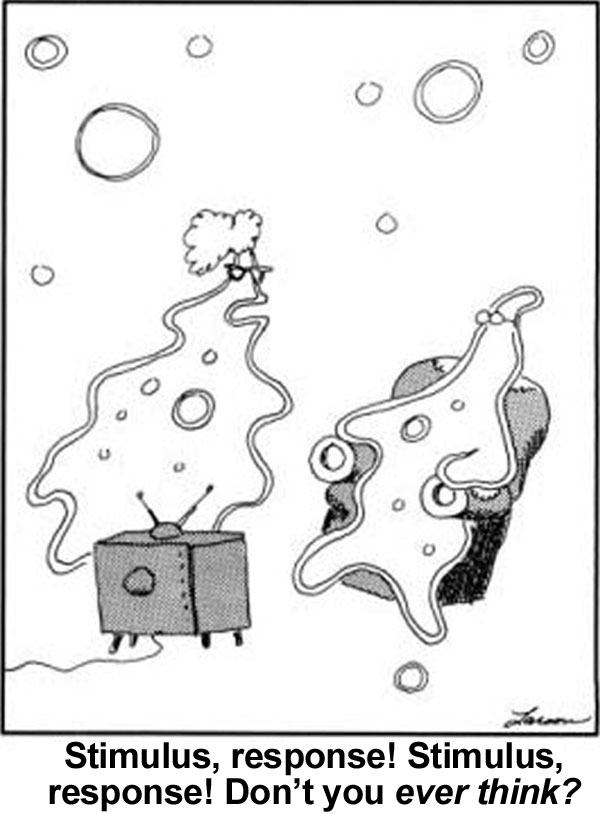 Larson
Stimulus, response! Stimulus,
response! Don’t you ever think?